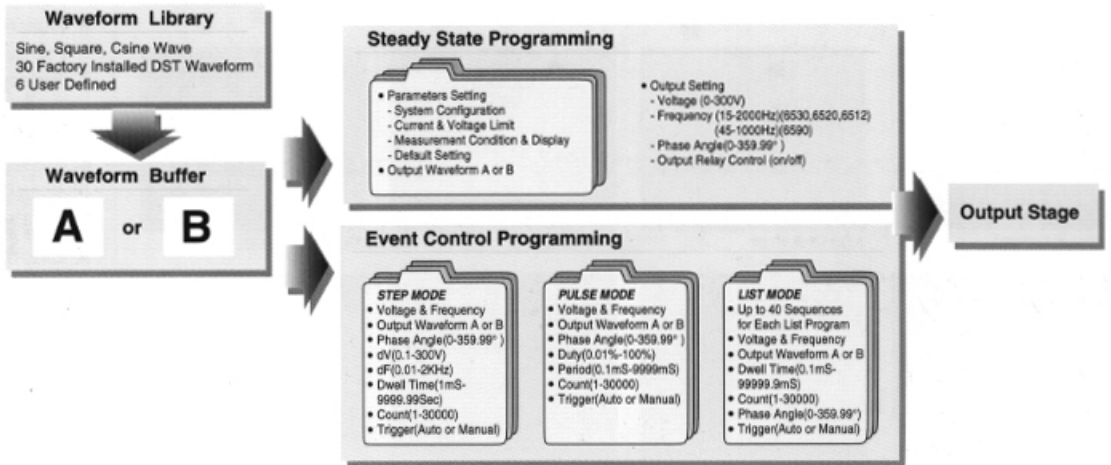 Waveform Library
Sine, Square, Csine Wave
30 Factory Installed DST Waveform
6 User Defined
Waveform Buffer
A or B
Steady State Programming
• Parameters Setting
- System Configuration
- Current & Voltage Limit
- Measurement Condition & Display
- Default Setting
• Output Waveform A or B
• Output Setting
- Voltage (0-300V)
- Frequency (15-2000Hz)(6530,6520,6512)
(45-1000Hz)(6590)
- Phase Angle(0-359.99° )
- Output Relay Control (on/off)
Event Control Programming
STEP MODE
• Voltage & Frequency
• Output Waveform A or B
• Phase Angle(0-359.99° )
• dV(0.1-300V)
• dF(0.01-2KHz)
• Dwell Time(1mS-
9999.99Sec)
• Count(1-30000)
• Trigger(Auto or Manual)
PULSE MODE
• Voltage & Frequency
• Output Waveform A or B
• Phase Angle(0-359.99° )
• Duty(0.01%-100%)
• Period(0.1mS-9999mS)
• Count(1-30000)
• Trigger(Auto or Manual)
LIST MODE
• Up to 40 Sequences
for Each List Program
• Voltage & Frequency
• Output Waveform A or B
• Dwell Time(0.1mS-
99999.9mS)
• Count(1-30000)
• Phase Angle(0-359.99°)
• Trigger(Auto or Manual)
Output Stage